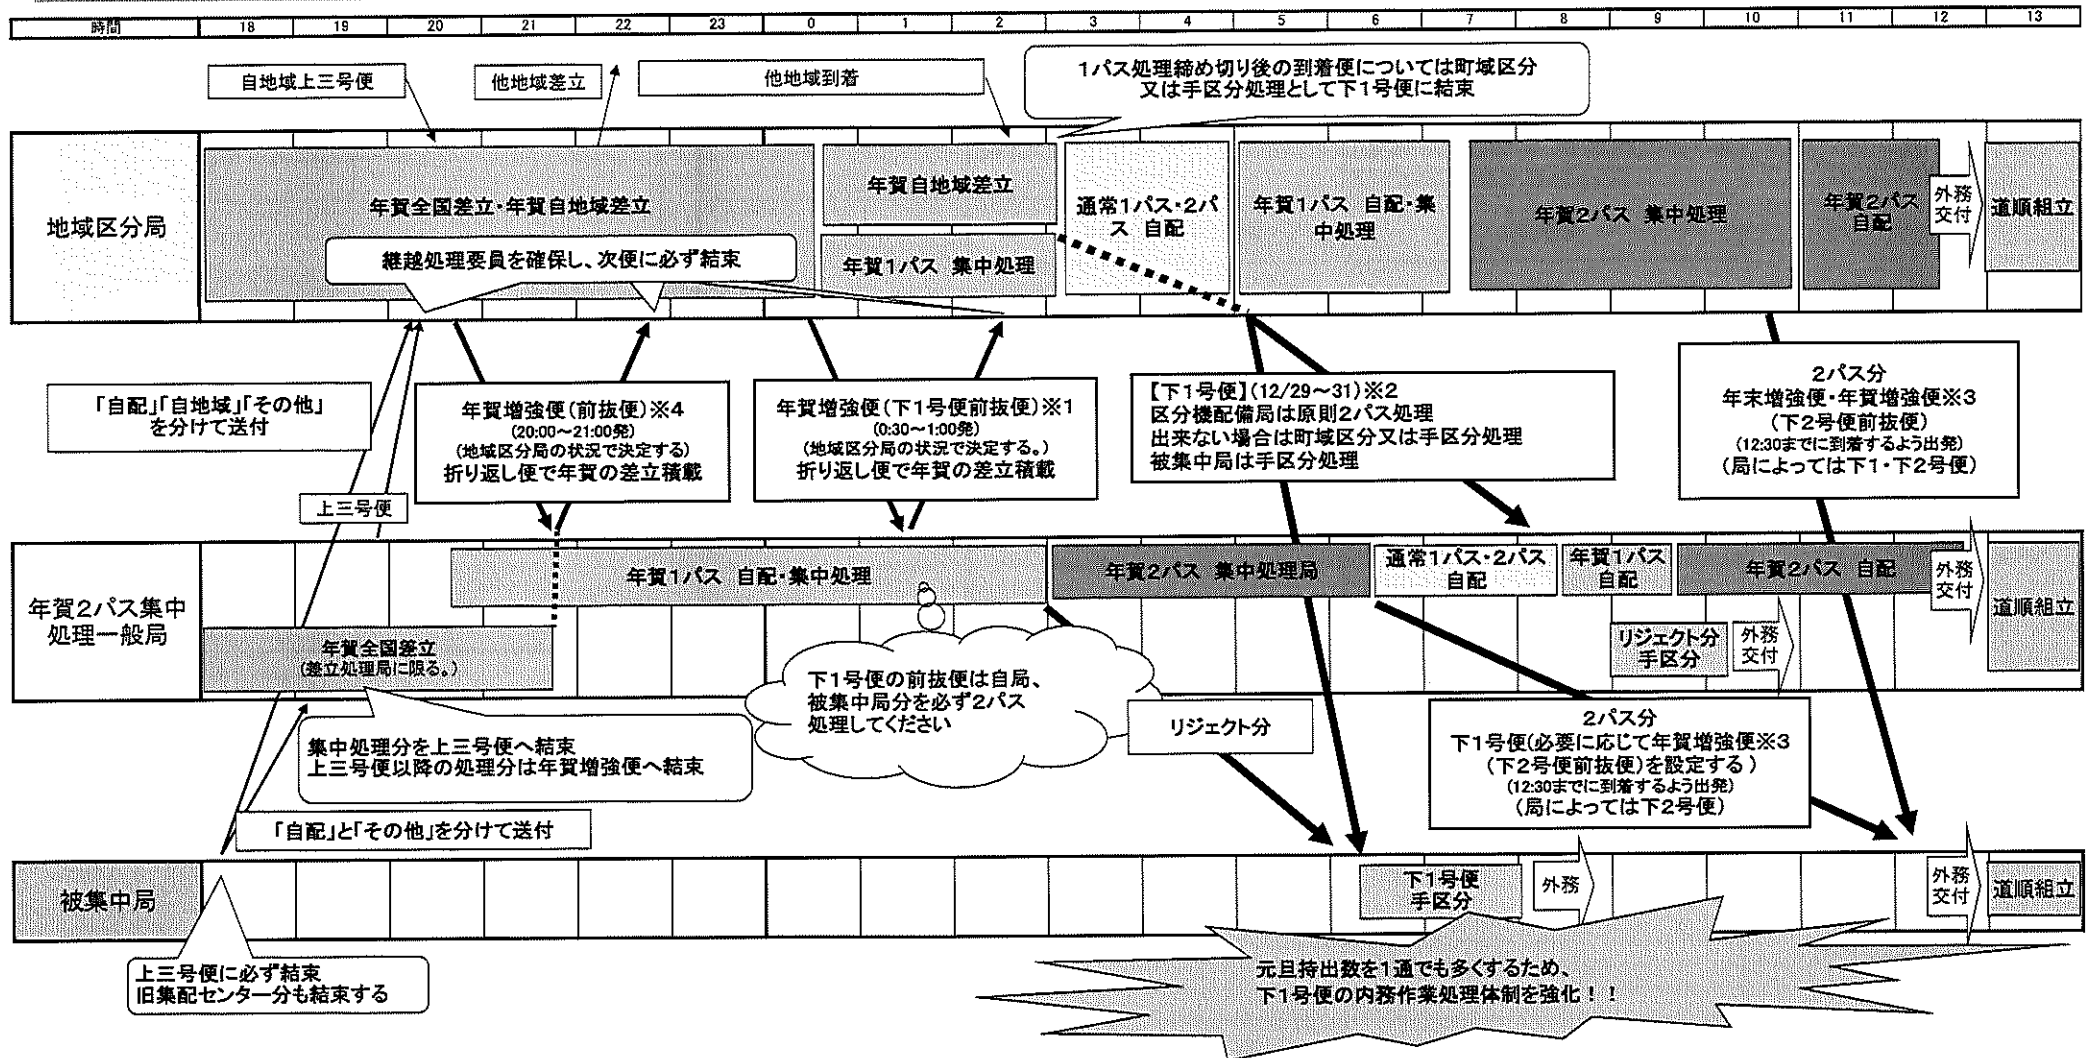 時間 18 19 20 21 22 23 0 1 2 3 4 5 6 7 8 9 10 11 12 13
自地域上三号便
他地域差立
他地域到着
1パス処理締め切り後の到着便については町域区分
又は手区分処理として下1号便に結束
地域区分局
年賀全国差立・年賀自地域差立
継越処理要員を確保し、次便に必ず結束
年賀自地域差立
年賀1パス 集中処理
通常1パス・2パ
ス 自配
年賀1パス 自配・集
中処理
年賀2パス 集中処理
年賀2パス
自配
外務
交付
道順組立
「自配」「自地域」「その他」
を分けて送付
上三号便
年賀増強便(前抜便)※4
(20:00~21:00発)
(地域区分局の状況で決定する)
折り返し便で年賀の差立積載
年賀増強便(下1号便前抜便)※1
(0:30~1:00発)
(地域区分局の状況で決定する。)
折り返し便で年賀の差立積載
【下1号便】(12/29~31)※2
区分機配備局は原則2パス処理
出来ない場合は町域区分又は手区分処理
被集中局は手区分処理
2パス分
年末増強便・年賀増強便※3
(下2号便前抜便)
(12:30までに到着するよう出発)
(局によっては下1・下2号便)
年賀2パス集中
処理一般局
年賀1パス 自配・集中処理
年賀2パス 集中処理局
通常1パス・2パス
自配
年賀1パス
自配
年賀2パス 自配
外務
交付
道順組立
年賀全国差立
(差立処理局に限る。)
リジェクト分
手区分
外務
交付
集中処理分を上三号便へ結束
上三号便以降の処理分は年賀増強便へ結束
下1号便の前抜便は自局、
被集中局分を必ず2パス
処理してください
リジェクト分
2パス分
下1号便(必要に応じて年賀増強便※3
(下2号便前抜便)を設定する)
(12:30までに到着するよう出発)
(局によっては下2号便)
「自配」と「その他」を分けて送付
被集中局
下1号便
手区分
外務
外務
交付
道順組立
上三号便に必ず結束
旧集配センター分も結束する
元旦持出数を1通でも多くするため、
下1号便の内務作業処理体制を強化!!